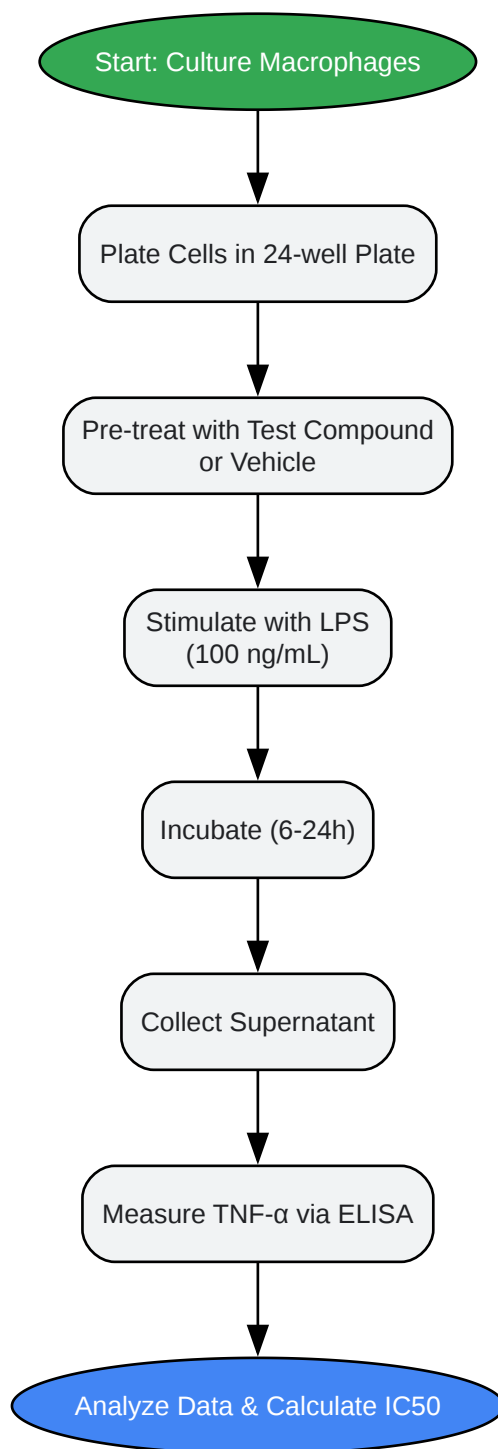 Start: Culture Macrophages
Plate Cells in 24-well Plate
Pre-treat with Test Compound
or Vehicle
Stimulate with LPS
(100 ng/mL)
Incubate (6-24h)
Collect Supernatant
Measure TNF-α via ELISA
Analyze Data & Calculate IC50